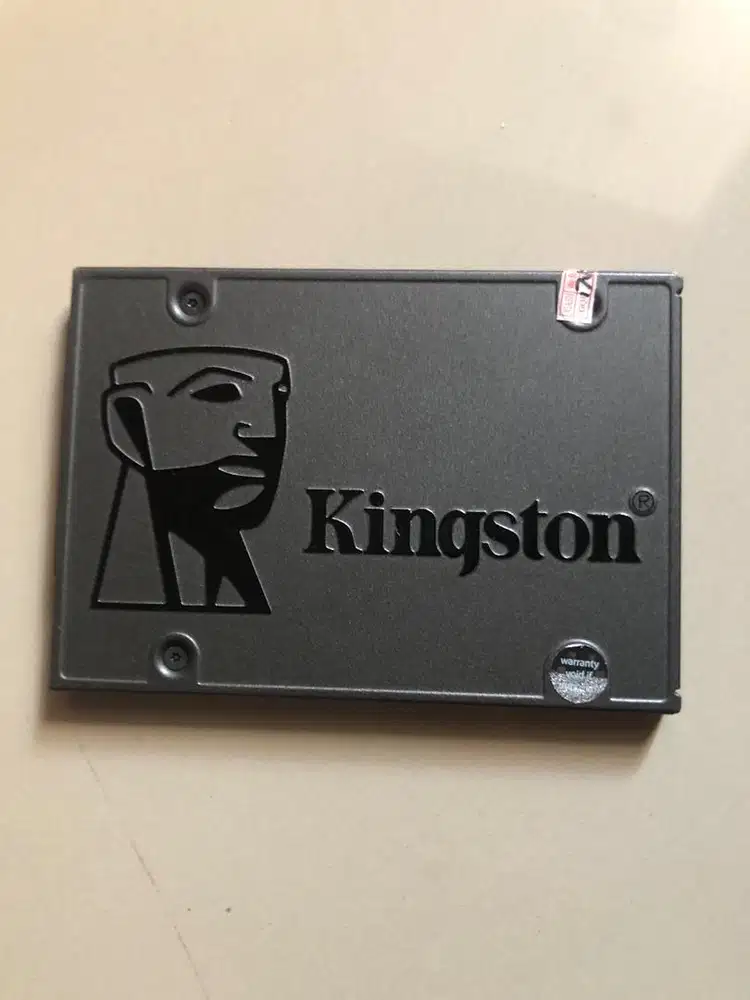 Kingston®
warranty
void if